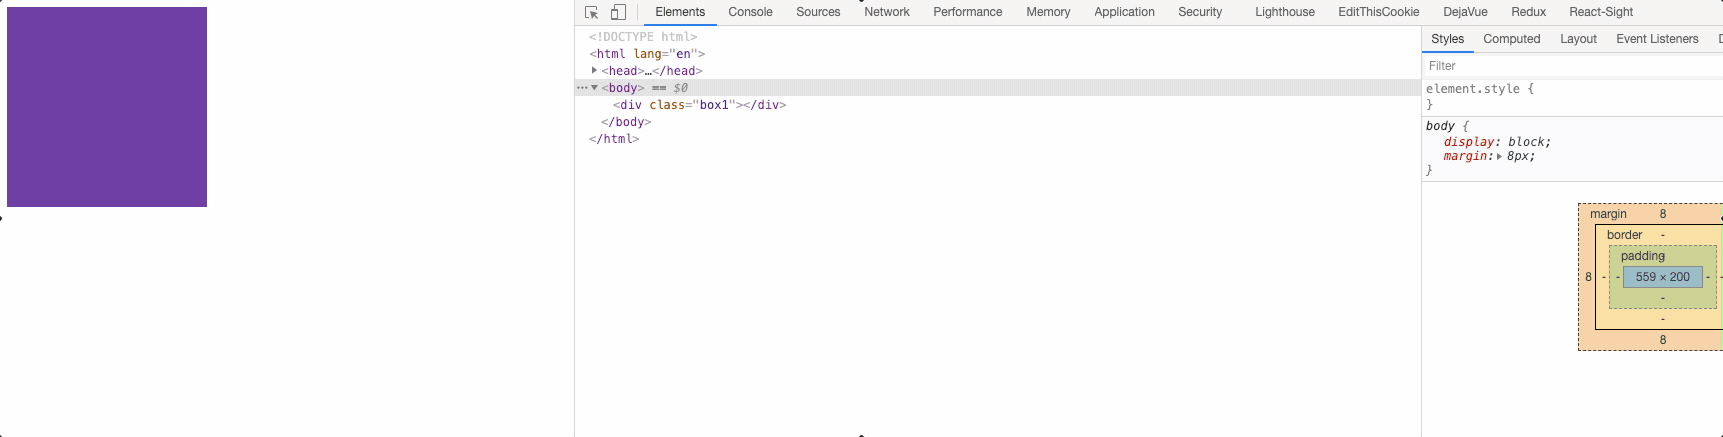 Elements Console Sources Network Performance Memory Application Security Lighthouse EditThisCookie DejaVue Redux React-Sight
<!DOCTYPE html>
<html lang="en">
<head>…</head>
<body> == $0
<div class="box1"></div>
</body>
</html>
Styles Computed Layout Event Listeners
Filter
element.style {
}
body {
display: block;
margin: 8px;
}
margin 8
border -
padding
8 - - 559 × 200 - -
-
-
8